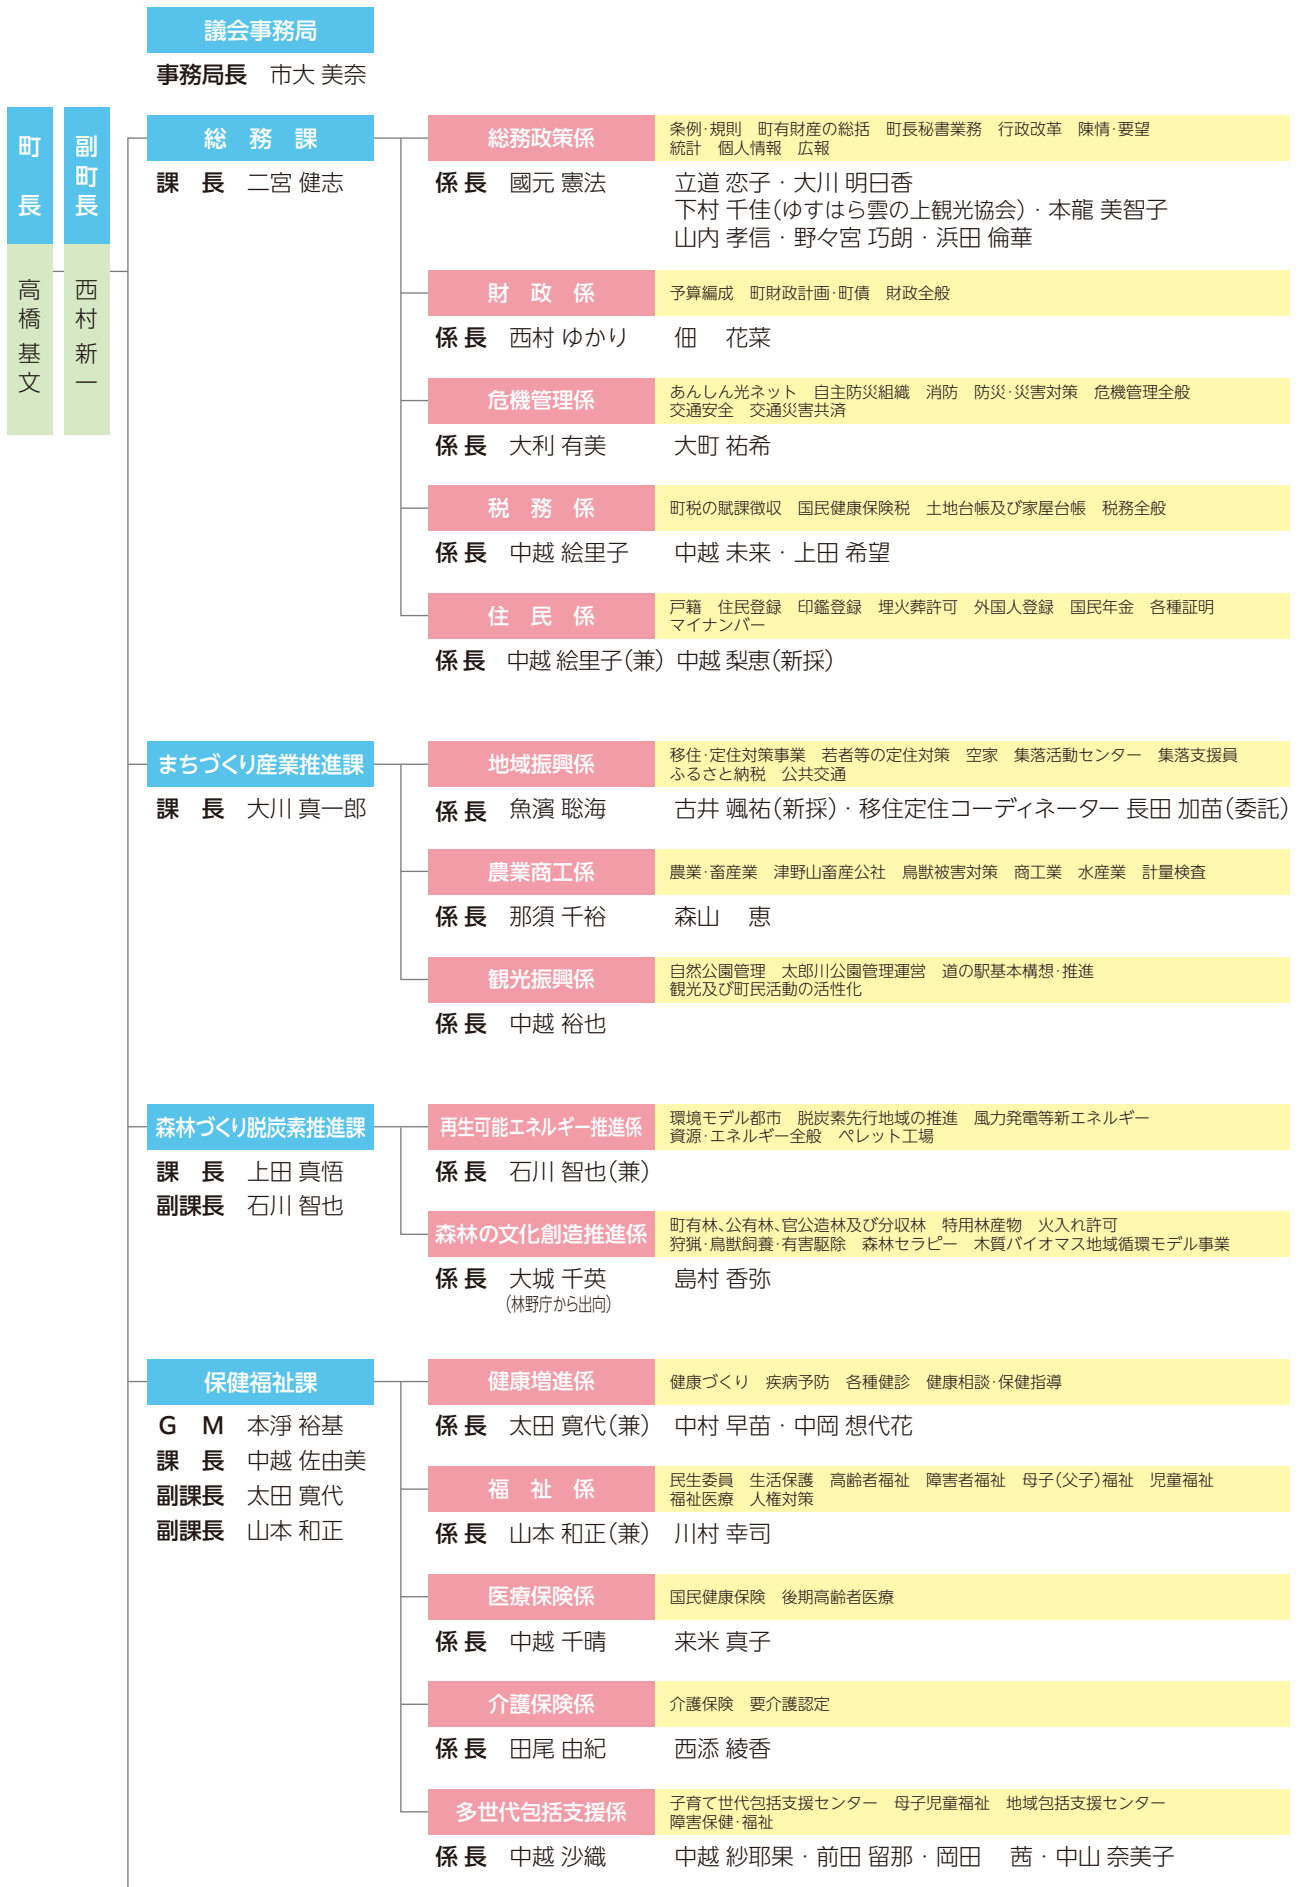 議会事務局
事務局長　市大 美奈
町長
高橋 基文
副町長
西村 新一
総　務　課
課　長　二宮 健志
総務政策係
条例・規則　町有財産の総括　町長秘書業務　行政改革　陳情・要望
統計　個人情報　広報
係 長　國元 憲法　立道 恋子・大川 明日香
下村 千佳（ゆすはら雲の上観光協会）・本龍 美智子
山内 孝信・野々宮 巧朗・浜田 倫華
財　政　係
予算編成　町財政計画・町債　財政全般
係 長　西村 ゆかり　佃　花菜
危機管理係
あんしん光ネット　自主防災組織　消防　防災・災害対策　危機管理全般
交通安全　交通災害共済
係 長　大利 有美　大町 祐希
税　務　係
町税の賦課徴収　国民健康保険税　土地台帳及び家屋台帳　税務全般
係 長　中越 絵里子　中越 未来・上田 希望
住　民　係
戸籍　住民登録　印鑑登録　埋火葬許可　外国人登録　国民年金　各種証明
マイナンバー
係 長　中越 絵里子（兼）　中越 梨恵（新採）
まちづくり産業推進課
課　長　大川 真一郎
地域振興係
移住・定住対策事業　若者等の定住対策　空家　集落活動センター　集落支援員
ふるさと納税　公共交通
係 長　魚濱 聡海　古井 颯祐（新採）・移住定住コーディネーター 長田 加苗（委託）
農業商工係
農業・畜産業　津野山畜産公社　鳥獣被害対策　商工業　水産業　計量検査
係 長　那須 千裕　森山　恵
観光振興係
自然公園管理　太郎川公園管理運営　道の駅基本構想・推進
観光及び町民活動の活性化
係 長　中越 裕也
森林づくり脱炭素推進課
課　長　上田 真悟
副課長　石川 智也
再生可能エネルギー推進係
環境モデル都市　脱炭素先行地域の推進　風力発電等新エネルギー
資源・エネルギー全般　ペレット工場
係 長　石川 智也（兼）
森林の文化創造推進係
町有林、公有林、官公造林及び分収林　特用林産物　火入れ許可
狩猟・鳥獣飼養・有害駆除　森林セラピー　木質バイオマス地域循環モデル事業
係 長　大城 千英　島村 香弥
（林野庁から出向）
保健福祉課
G　M　本淨 裕基
課　長　中越 佐由美
副課長　太田 寛代
副課長　山本 和正
健康増進係
健康づくり　疾病予防　各種健診　健康相談・保健指導
係 長　太田 寛代（兼）　中村 早苗・中岡 想代花
福　祉　係
民生委員　生活保護　高齢者福祉　障害者福祉　母子（父子）福祉　児童福祉
福祉医療　人権対策
係 長　山本 和正（兼）　川村 幸司
医療保険係
国民健康保険　後期高齢者医療
係 長　中越 千晴　来米 真子
介護保険係
介護保険　要介護認定
係 長　田尾 由紀　西添 綾香
多世代包括支援係
子育て世代包括支援センター　母子児童福祉　地域包括支援センター
障害保健・福祉
係 長　中越 沙織　中越 紗耶果・前田 留那・岡田　茜・中山 奈美子